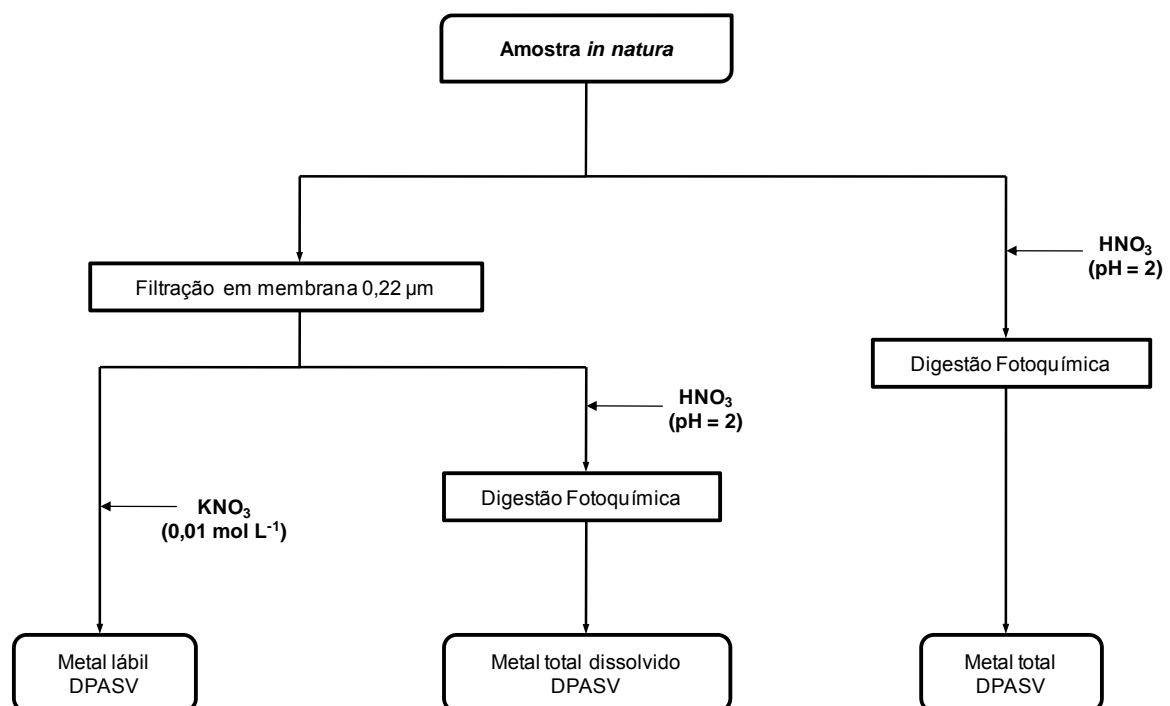 Amostra in natura
HNO3
(pH = 2)
Filtração em membrana 0,22 µm
Digestão Fotoquímica
HNO3
(pH = 2)
Digestão Fotoquímica
KNO3
(0,01 mol L-1)
Metal lábil
DPASV
Metal total dissolvido
DPASV
Metal total
DPASV